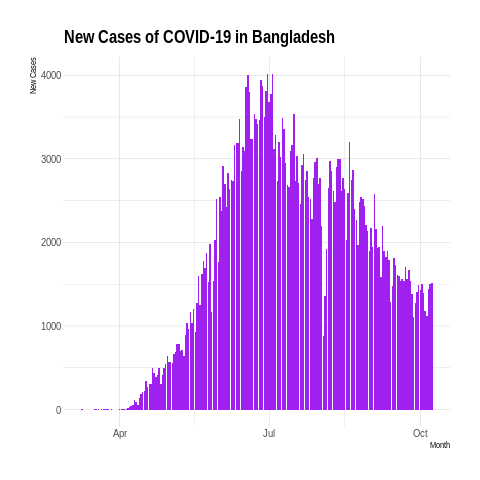 New Cases of COVID-19 in Bangladesh
New Cases
4000
3000
2000
1000
0
Apr
Jul
Oct
Month